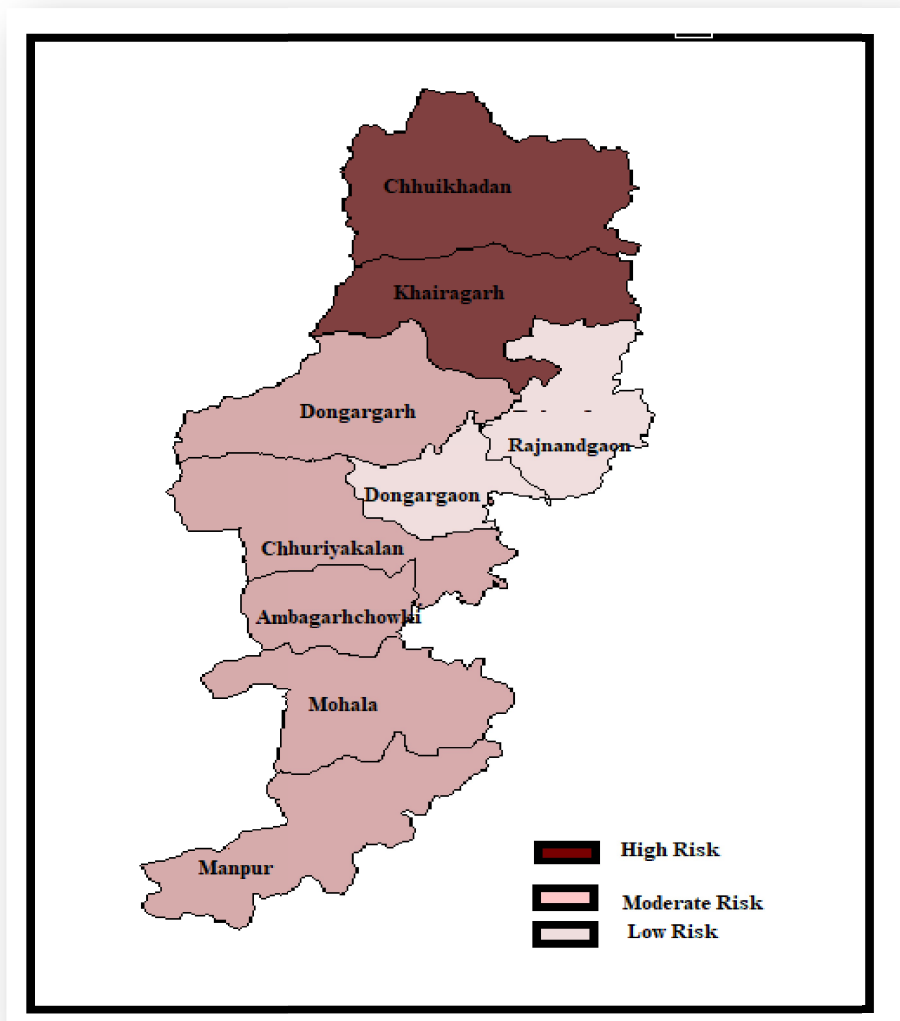 Chhuikhadan
Khairagarh
Dongargarh
Rajnandgaon
Dongargaon
Chhuriyakalan
Ambagarhchowki
Mohala
Manpur
High Risk
Moderate Risk
Low Risk